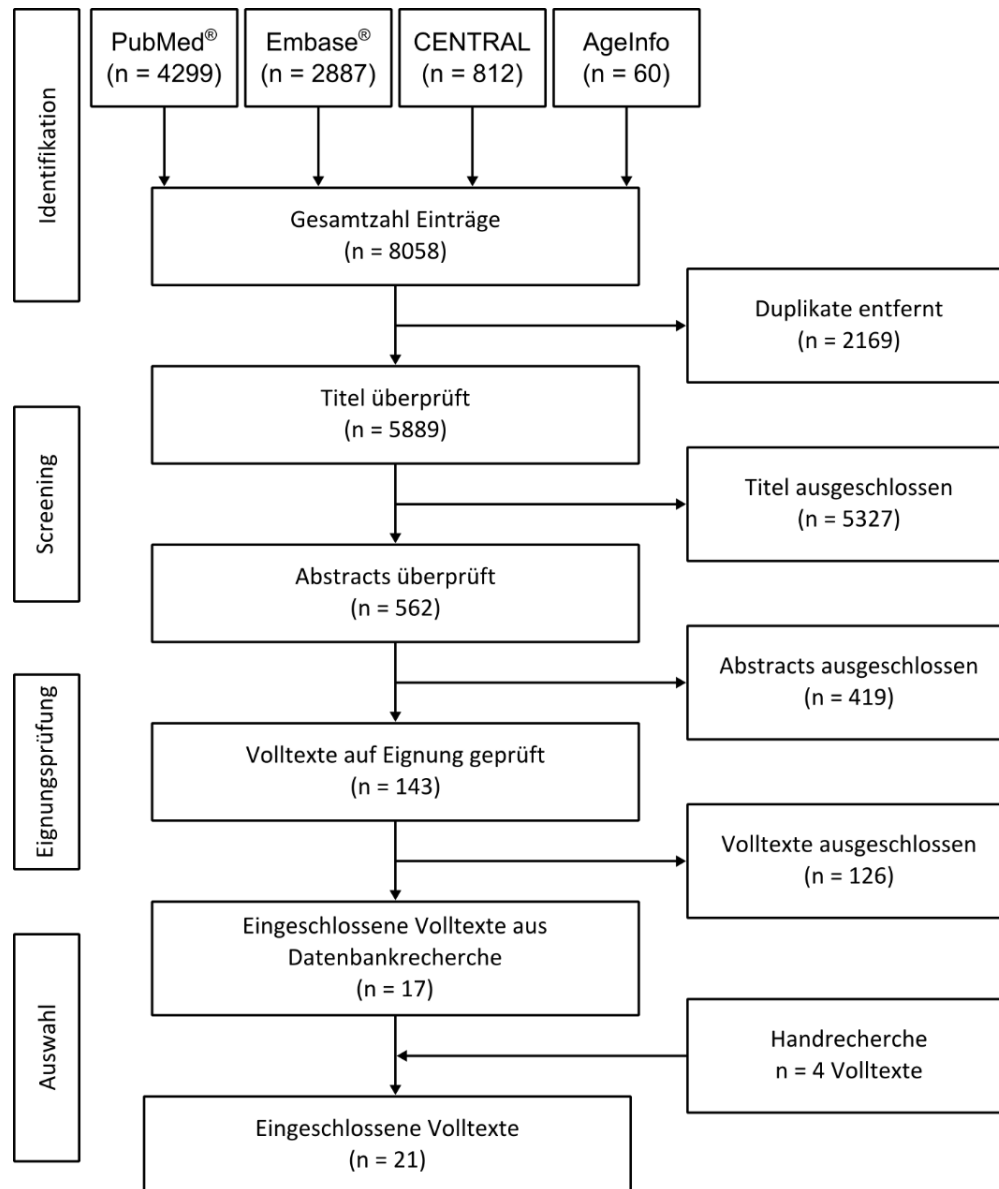 PubMed®
(n = 4299)
Embase®
(n = 2887)
CENTRAL
(n = 812)
AgeInfo
(n = 60)
Identifikation
Gesamtzahl Einträge
(n = 8058)
Duplikate entfernt
(n = 2169)
Titel überprüft
(n = 5889)
Screening
Titel ausgeschlossen
(n = 5327)
Abstracts überprüft
(n = 562)
Abstracts ausgeschlossen
(n = 419)
Eignungsprüfung
Volltexte auf Eignung geprüft
(n = 143)
Volltexte ausgeschlossen
(n = 126)
Eingeschlossene Volltexte aus
Datenbankrecherche
(n = 17)
Auswahl
Handrecherche
n = 4 Volltexte
Eingeschlossene Volltexte
(n = 21)